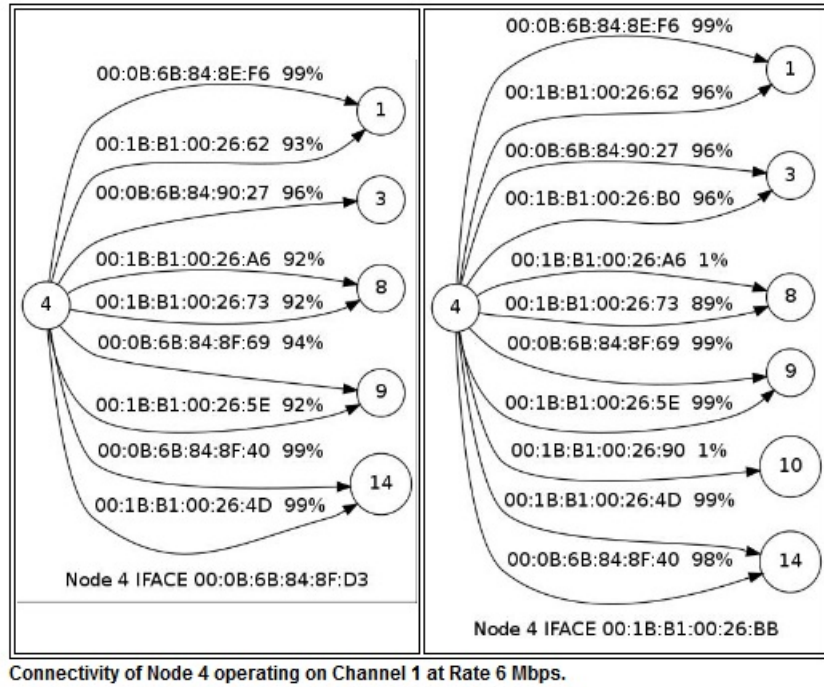 00:0B:6B:84:8E:F6 99%
1
00:1B:B1:00:26:62 93%
00:0B:6B:84:90:27 96%
3
00:1B:B1:00:26:A6 92%
8
4
00:1B:B1:00:26:73 92%
00:0B:6B:84:8F:69 94%
9
00:1B:B1:00:26:5E 92%
00:0B:6B:84:8F:40 99%
14
00:1B:B1:00:26:4D 99%
Node 4 IFACE 00:0B:6B:84:8F:D3
00:0B:6B:84:8E:F6 99%
1
00:1B:B1:00:26:62 96%
00:0B:6B:84:90:27 96%
3
00:1B:B1:00:26:B0 96%
00:1B:B1:00:26:A6 1%
8
4
00:1B:B1:00:26:73 89%
00:0B:6B:84:8F:69 99%
9
00:1B:B1:00:26:5E 99%
00:1B:B1:00:26:90 1%
10
00:1B:B1:00:26:4D 99%
00:0B:6B:84:8F:40 98%
14
Node 4 IFACE 00:1B:B1:00:26:BB
Connectivity of Node 4 operating on Channel 1 at Rate 6 Mbps.